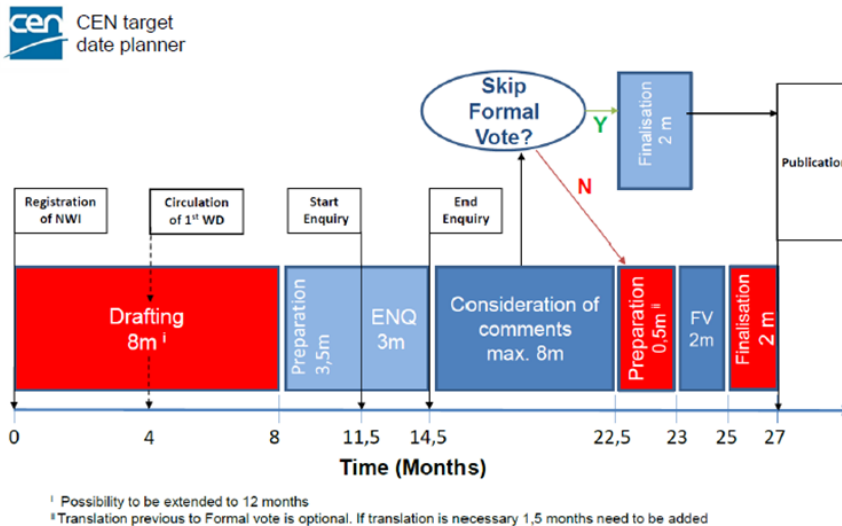 cen
CEN target
date planner
Skip
Formal
Vote?
Y
N
Finalisation
2 m
Publication
Registration
of NWI
Circulation
of 1st WD
Start
Enquiry
End
Enquiry
Drafting
8m i
Preparation
3,5m
ENQ
3m
Consideration of
comments
max. 8m
Preparation
0,5m ii
FV
2m
Finalisation
2 m
0 4 8 11,5 14,5 22,5 23 25 27
Time (Months)
i Possibility to be extended to 12 months
ii Translation previous to Formal vote is optional. If translation is necessary 1,5 months need to be added